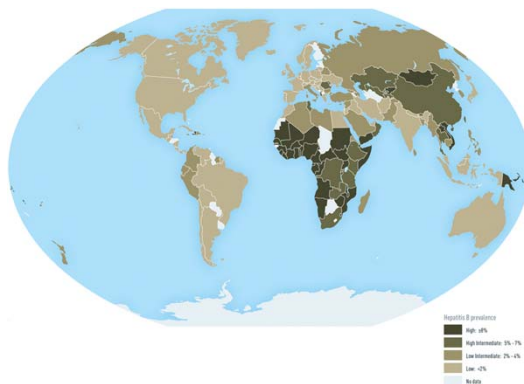 Hepatitis B prevalence
High: ≥8%
High Intermediate: 5% - 7%
Low Intermediate: 2% - 4%
Low: <2%
No data